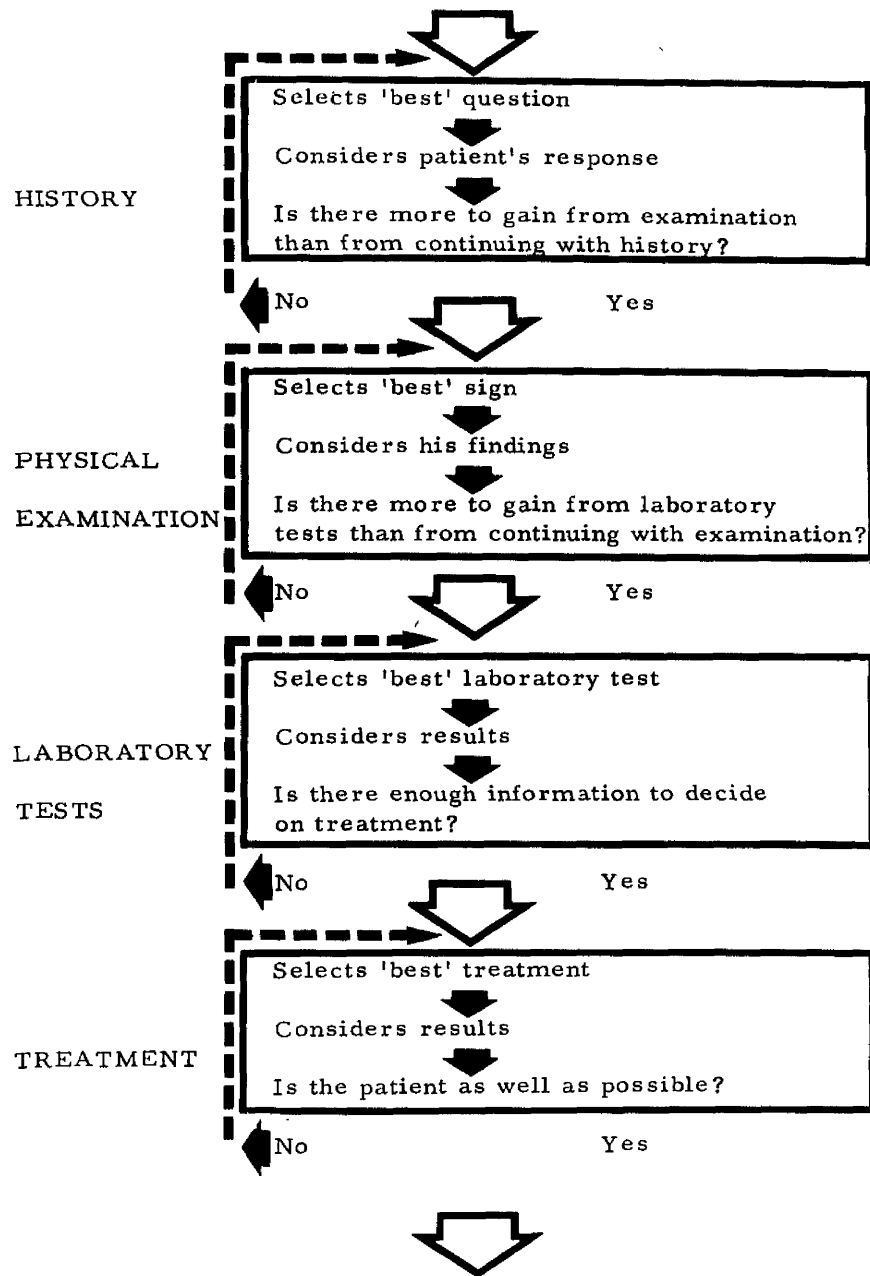 Selects 'best' question
Considers patient's response
HISTORY
Is there more to gain from examination
than from continuing with history?
No Yes
Selects 'best' sign
Considers his findings
PHYSICAL
EXAMINATION
Is there more to gain from laboratory
tests than from continuing with examination?
No Yes
Selects 'best' laboratory test
Considers results
LABORATORY
TESTS
Is there enough information to decide
on treatment?
No Yes
Selects 'best' treatment
Considers results
TREATMENT
Is the patient as well as possible?
No Yes